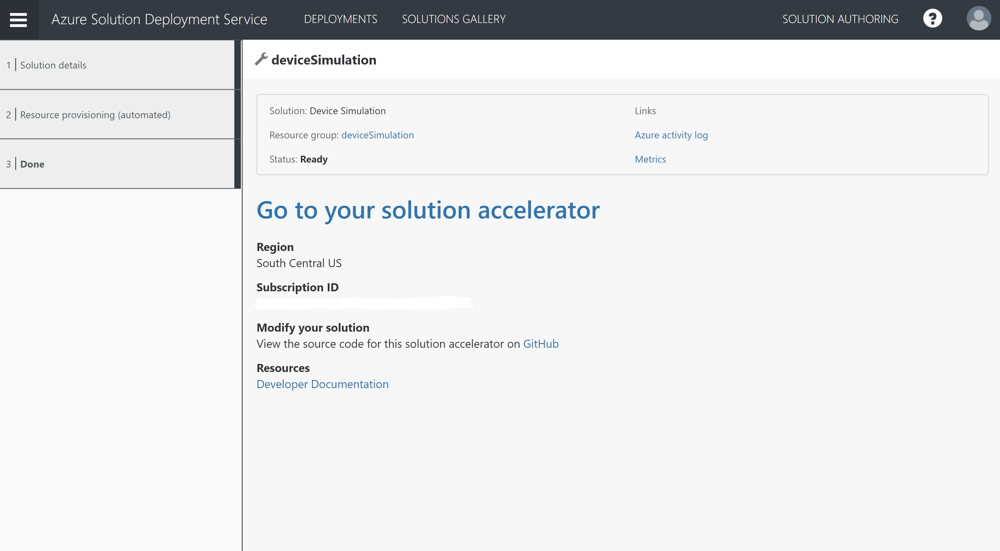 Azure Solution Deployment Service DEPLOYMENTS SOLUTIONS GALLERY SOLUTION AUTHORING ?
1 | Solution details
2 | Resource provisioning (automated)
3 | Done
deviceSimulation
Solution: Device Simulation
Resource group: deviceSimulation
Status: Ready
Links
Azure activity log
Metrics
Go to your solution accelerator
Region
South Central US
Subscription ID
Modify your solution
View the source code for this solution accelerator on GitHub
Resources
Developer Documentation